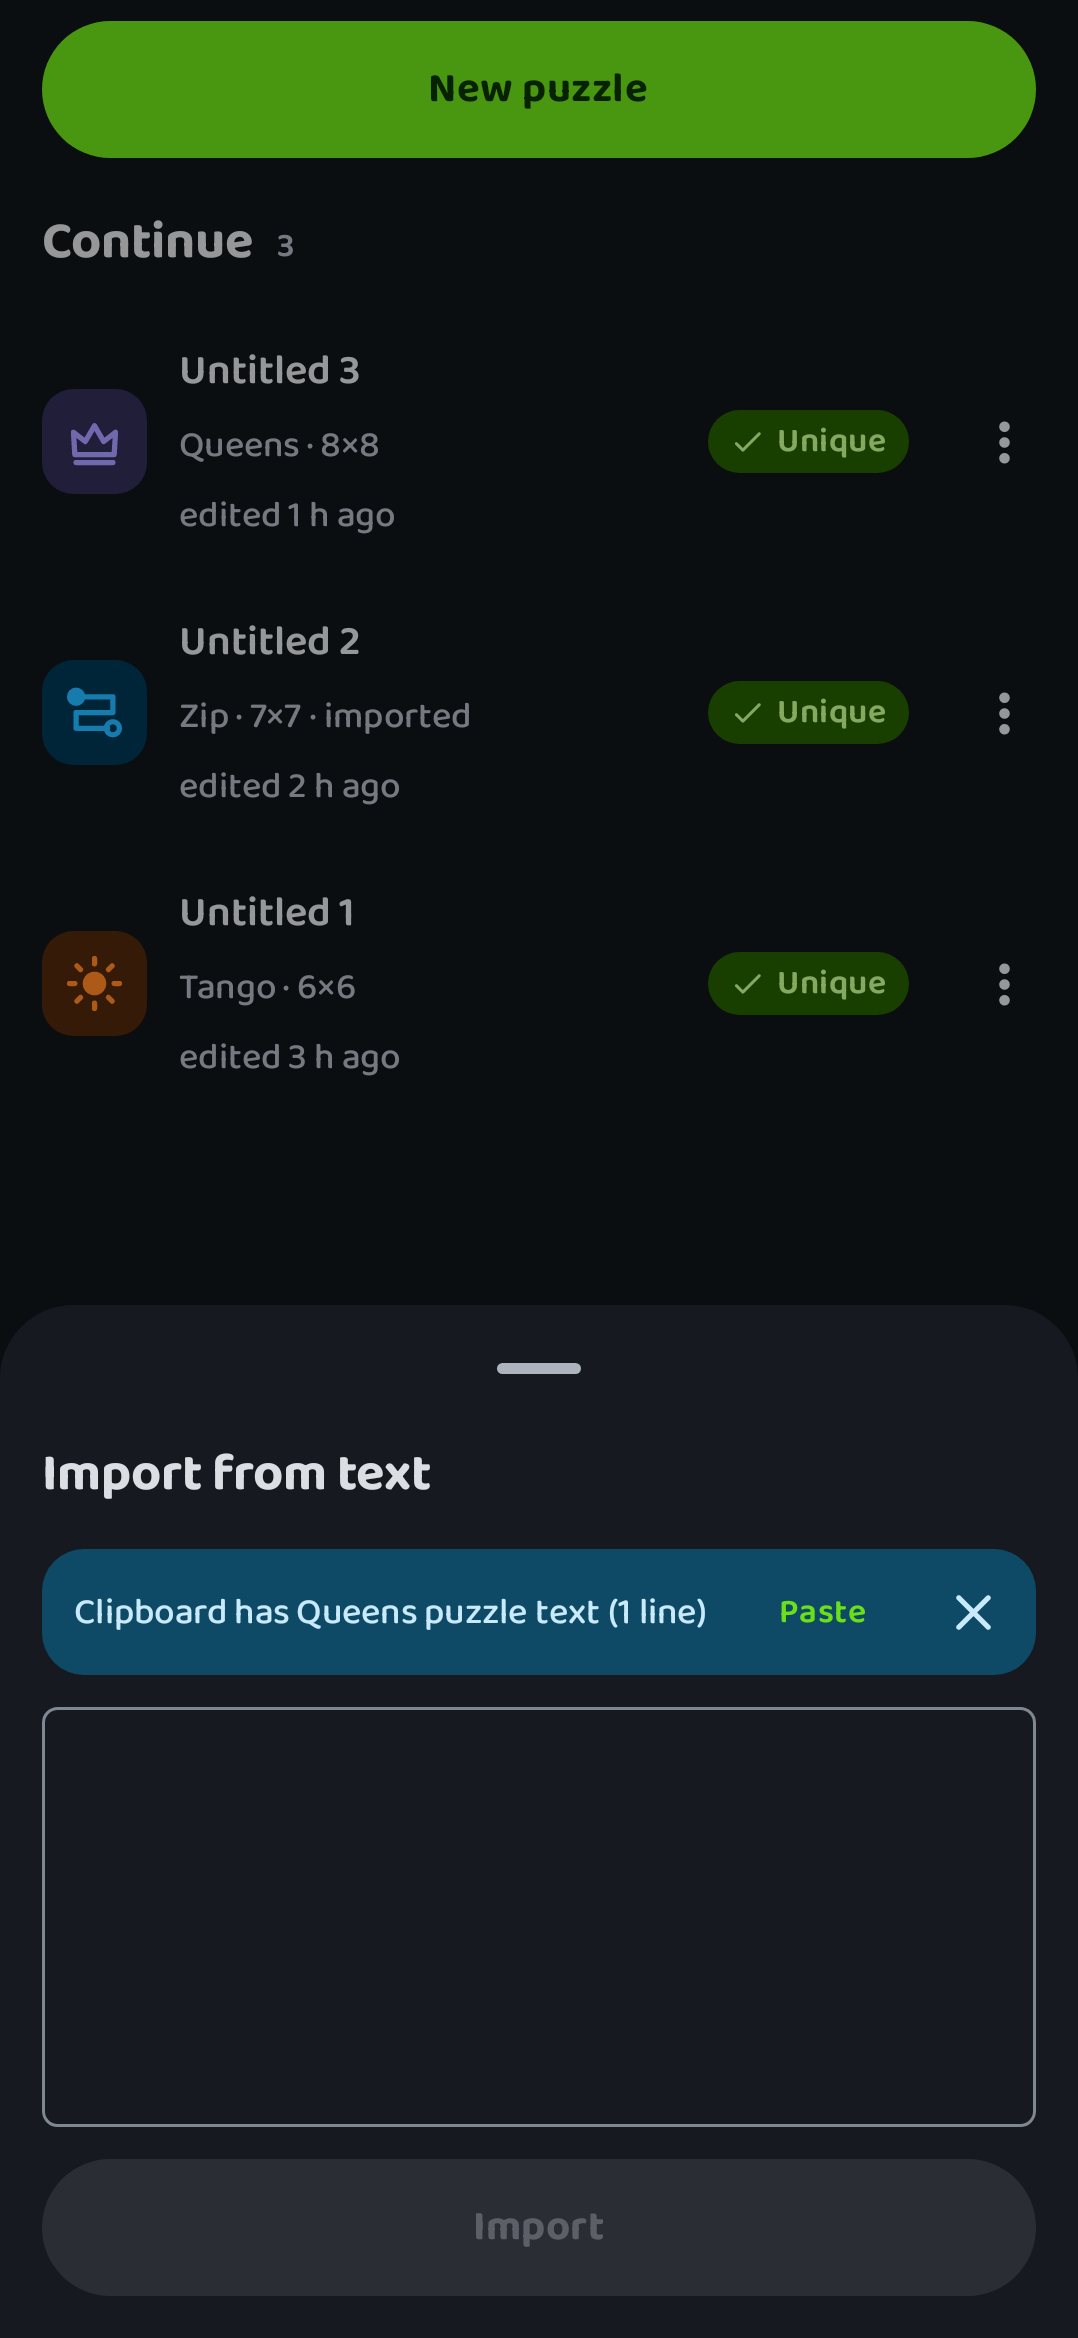 New puzzle
Continue 3
Untitled 3
Queens · 8×8
edited 1 h ago
Unique
Untitled 2
Zip · 7×7 · imported
edited 2 h ago
Unique
Untitled 1
Tango · 6×6
edited 3 h ago
Unique
Import from text
Clipboard has Queens puzzle text (1 line) Paste
Import